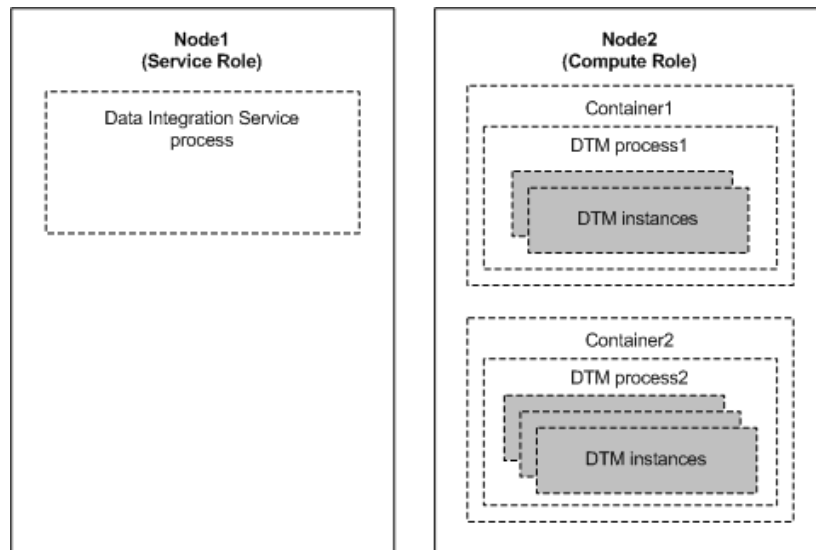 Node1
(Service Role)
Data Integration Service
process
Node2
(Compute Role)
Container1
DTM process1
DTM instances
Container2
DTM process2
DTM instances